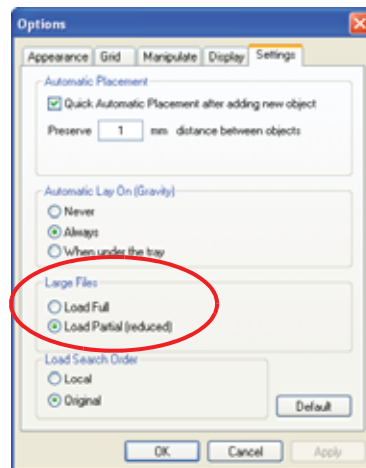 Options
Appearance Grid Manipulate Display Settings
Automatic Placement
Quick Automatic Placement after adding new object
Preserve 1 mm distance between objects
Automatic Lay On (Gravity)
Never
Always
When under the tray
Large Files
Load Full
Load Partial (reduced)
Load Search Order
Local
Original
Default
OK Cancel Apply